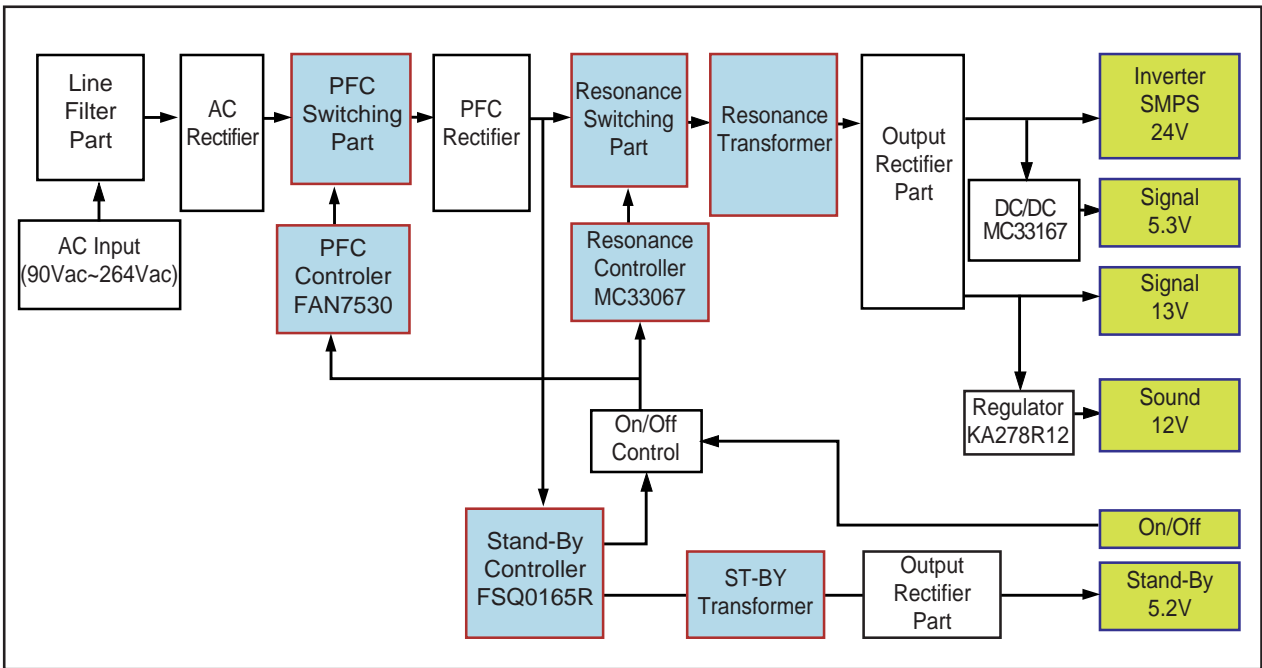 Line
Filter
Part
AC
Rectifier
PFC
Switching
Part
PFC
Rectifier
Resonance
Switching
Part
Resonance
Transformer
Output
Rectifier
Part
Inverter
SMPS
24V
AC Input
(90Vac~264Vac)
PFC
Controler
FAN7530
Resonance
Controller
MC33067
DC/DC
MC33167
Signal
5.3V
Signal
13V
On/Off
Control
Regulator
KA278R12
Sound
12V
Stand-By
Controller
FSQ0165R
ST-BY
Transformer
Output
Rectifier
Part
On/Off
Stand-By
5.2V